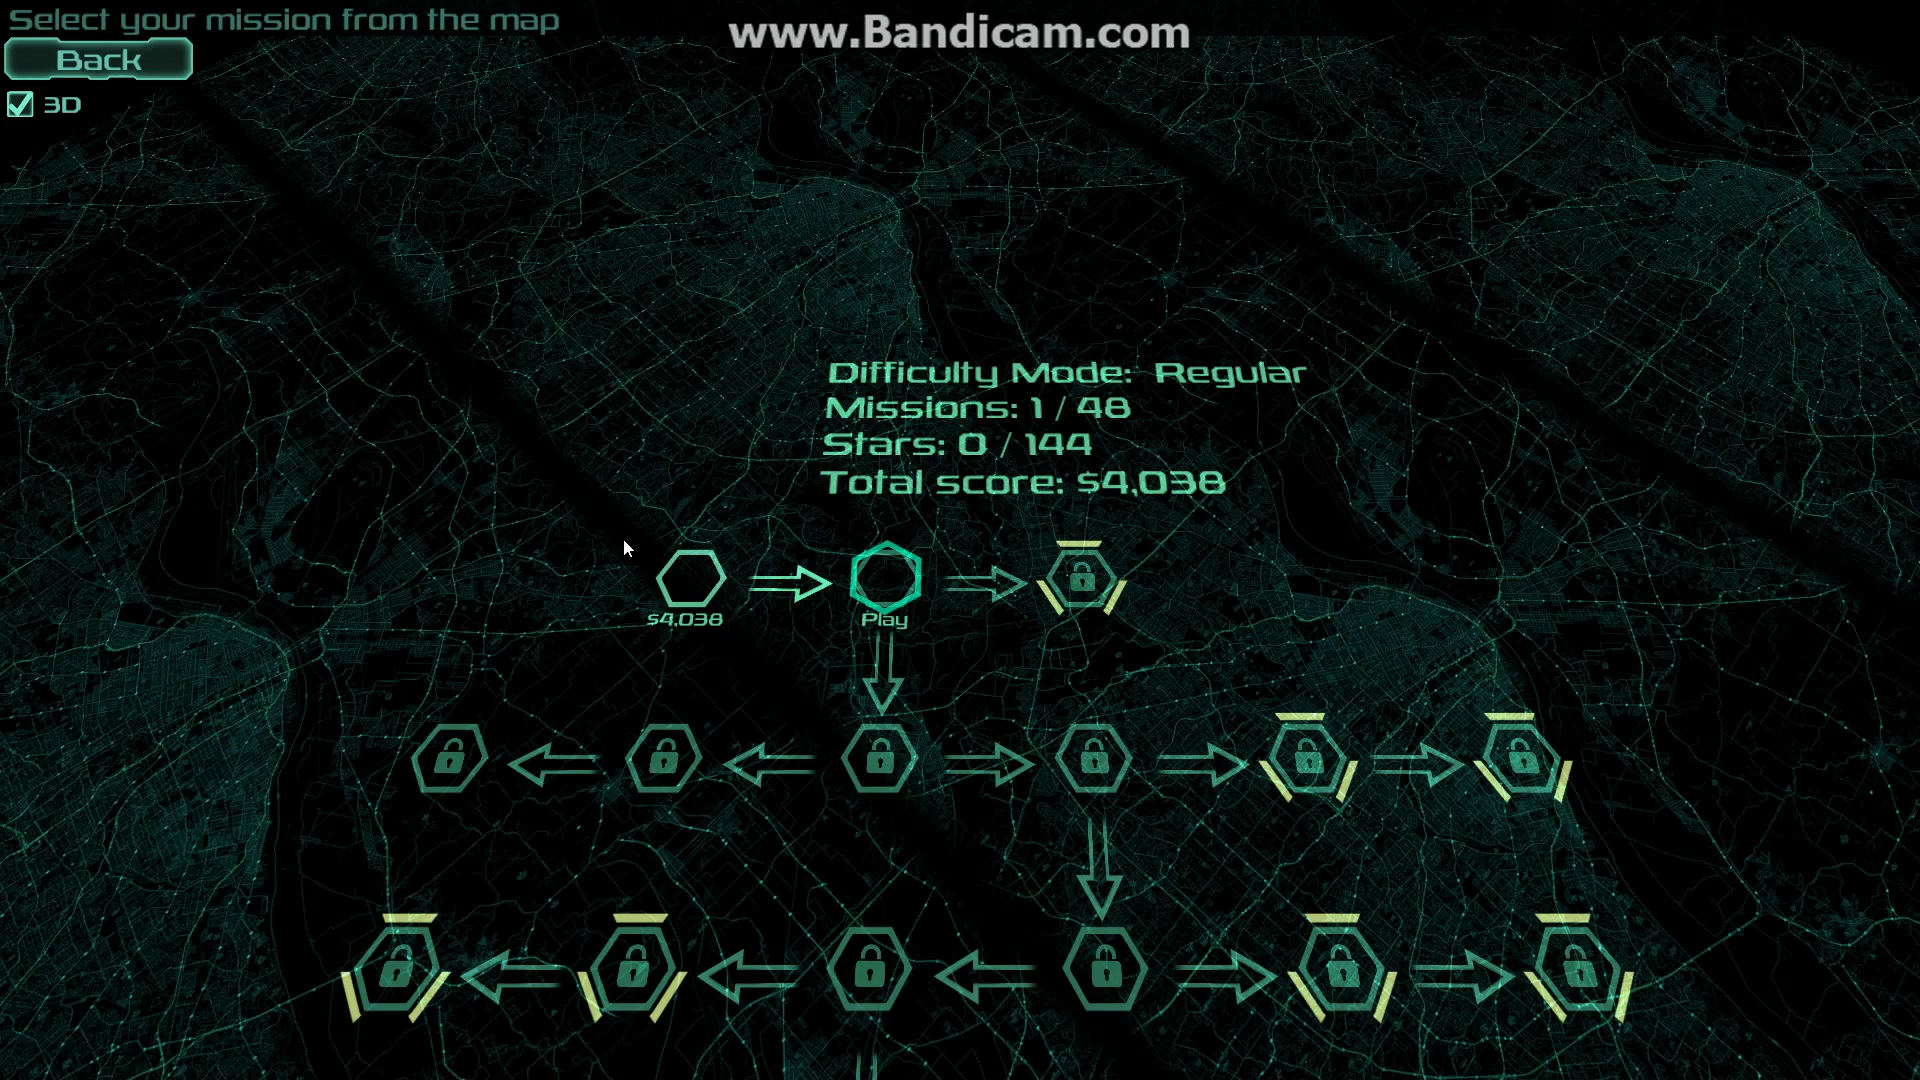 Select your mission from the map
www.Bandicam.com
Back
3D
Difficulty Mode: Regular
Missions: 1 / 48
Stars: 0 / 144
Total score: $4,038
$4,038
Play